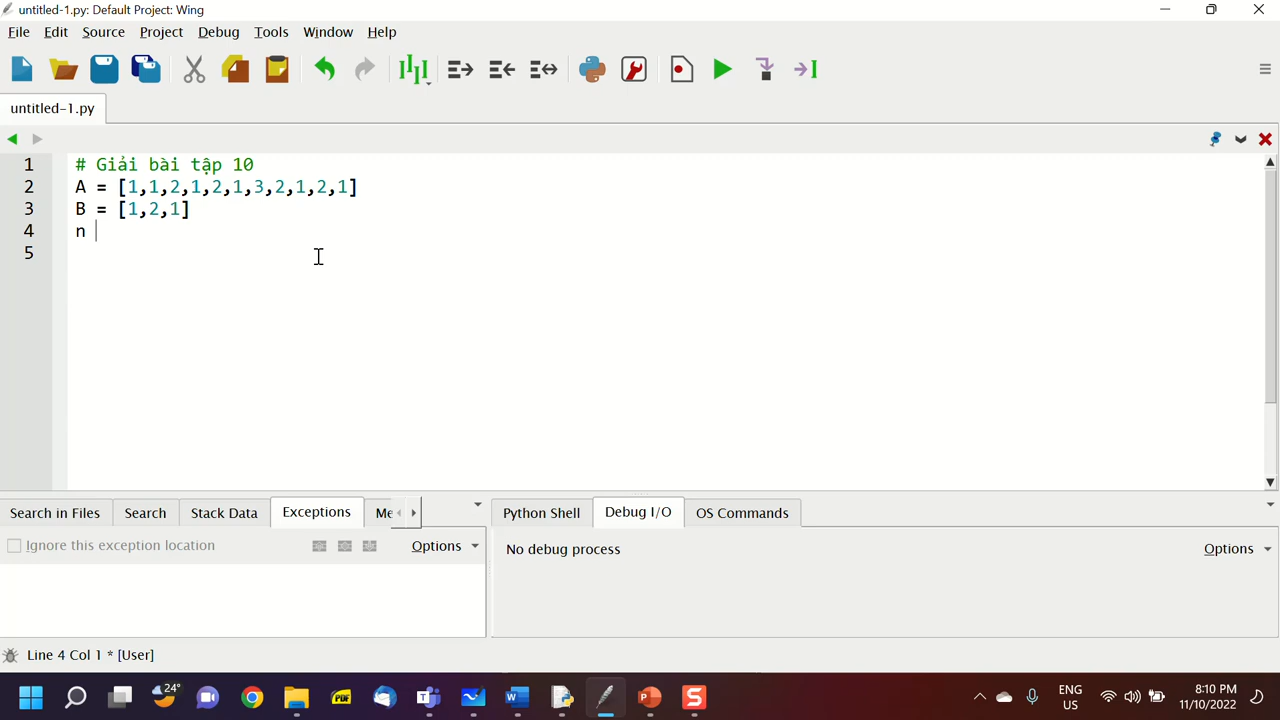 untitled-1.py: Default Project: Wing
File Edit Source Project Debug Tools Window Help
untitled-1.py
1 # Giải bài tập 10
2 A = [1,1,2,1,2,1,3,2,1,2,1]
3 B = [1,2,1]
4 n
5
Search in Files Search Stack Data Exceptions Me
Python Shell Debug I/O OS Commands
Ignore this exception location Options
No debug process Options
Line 4 Col 1 * [User]
24°
PDF
ENG
US
8:10 PM
11/10/2022